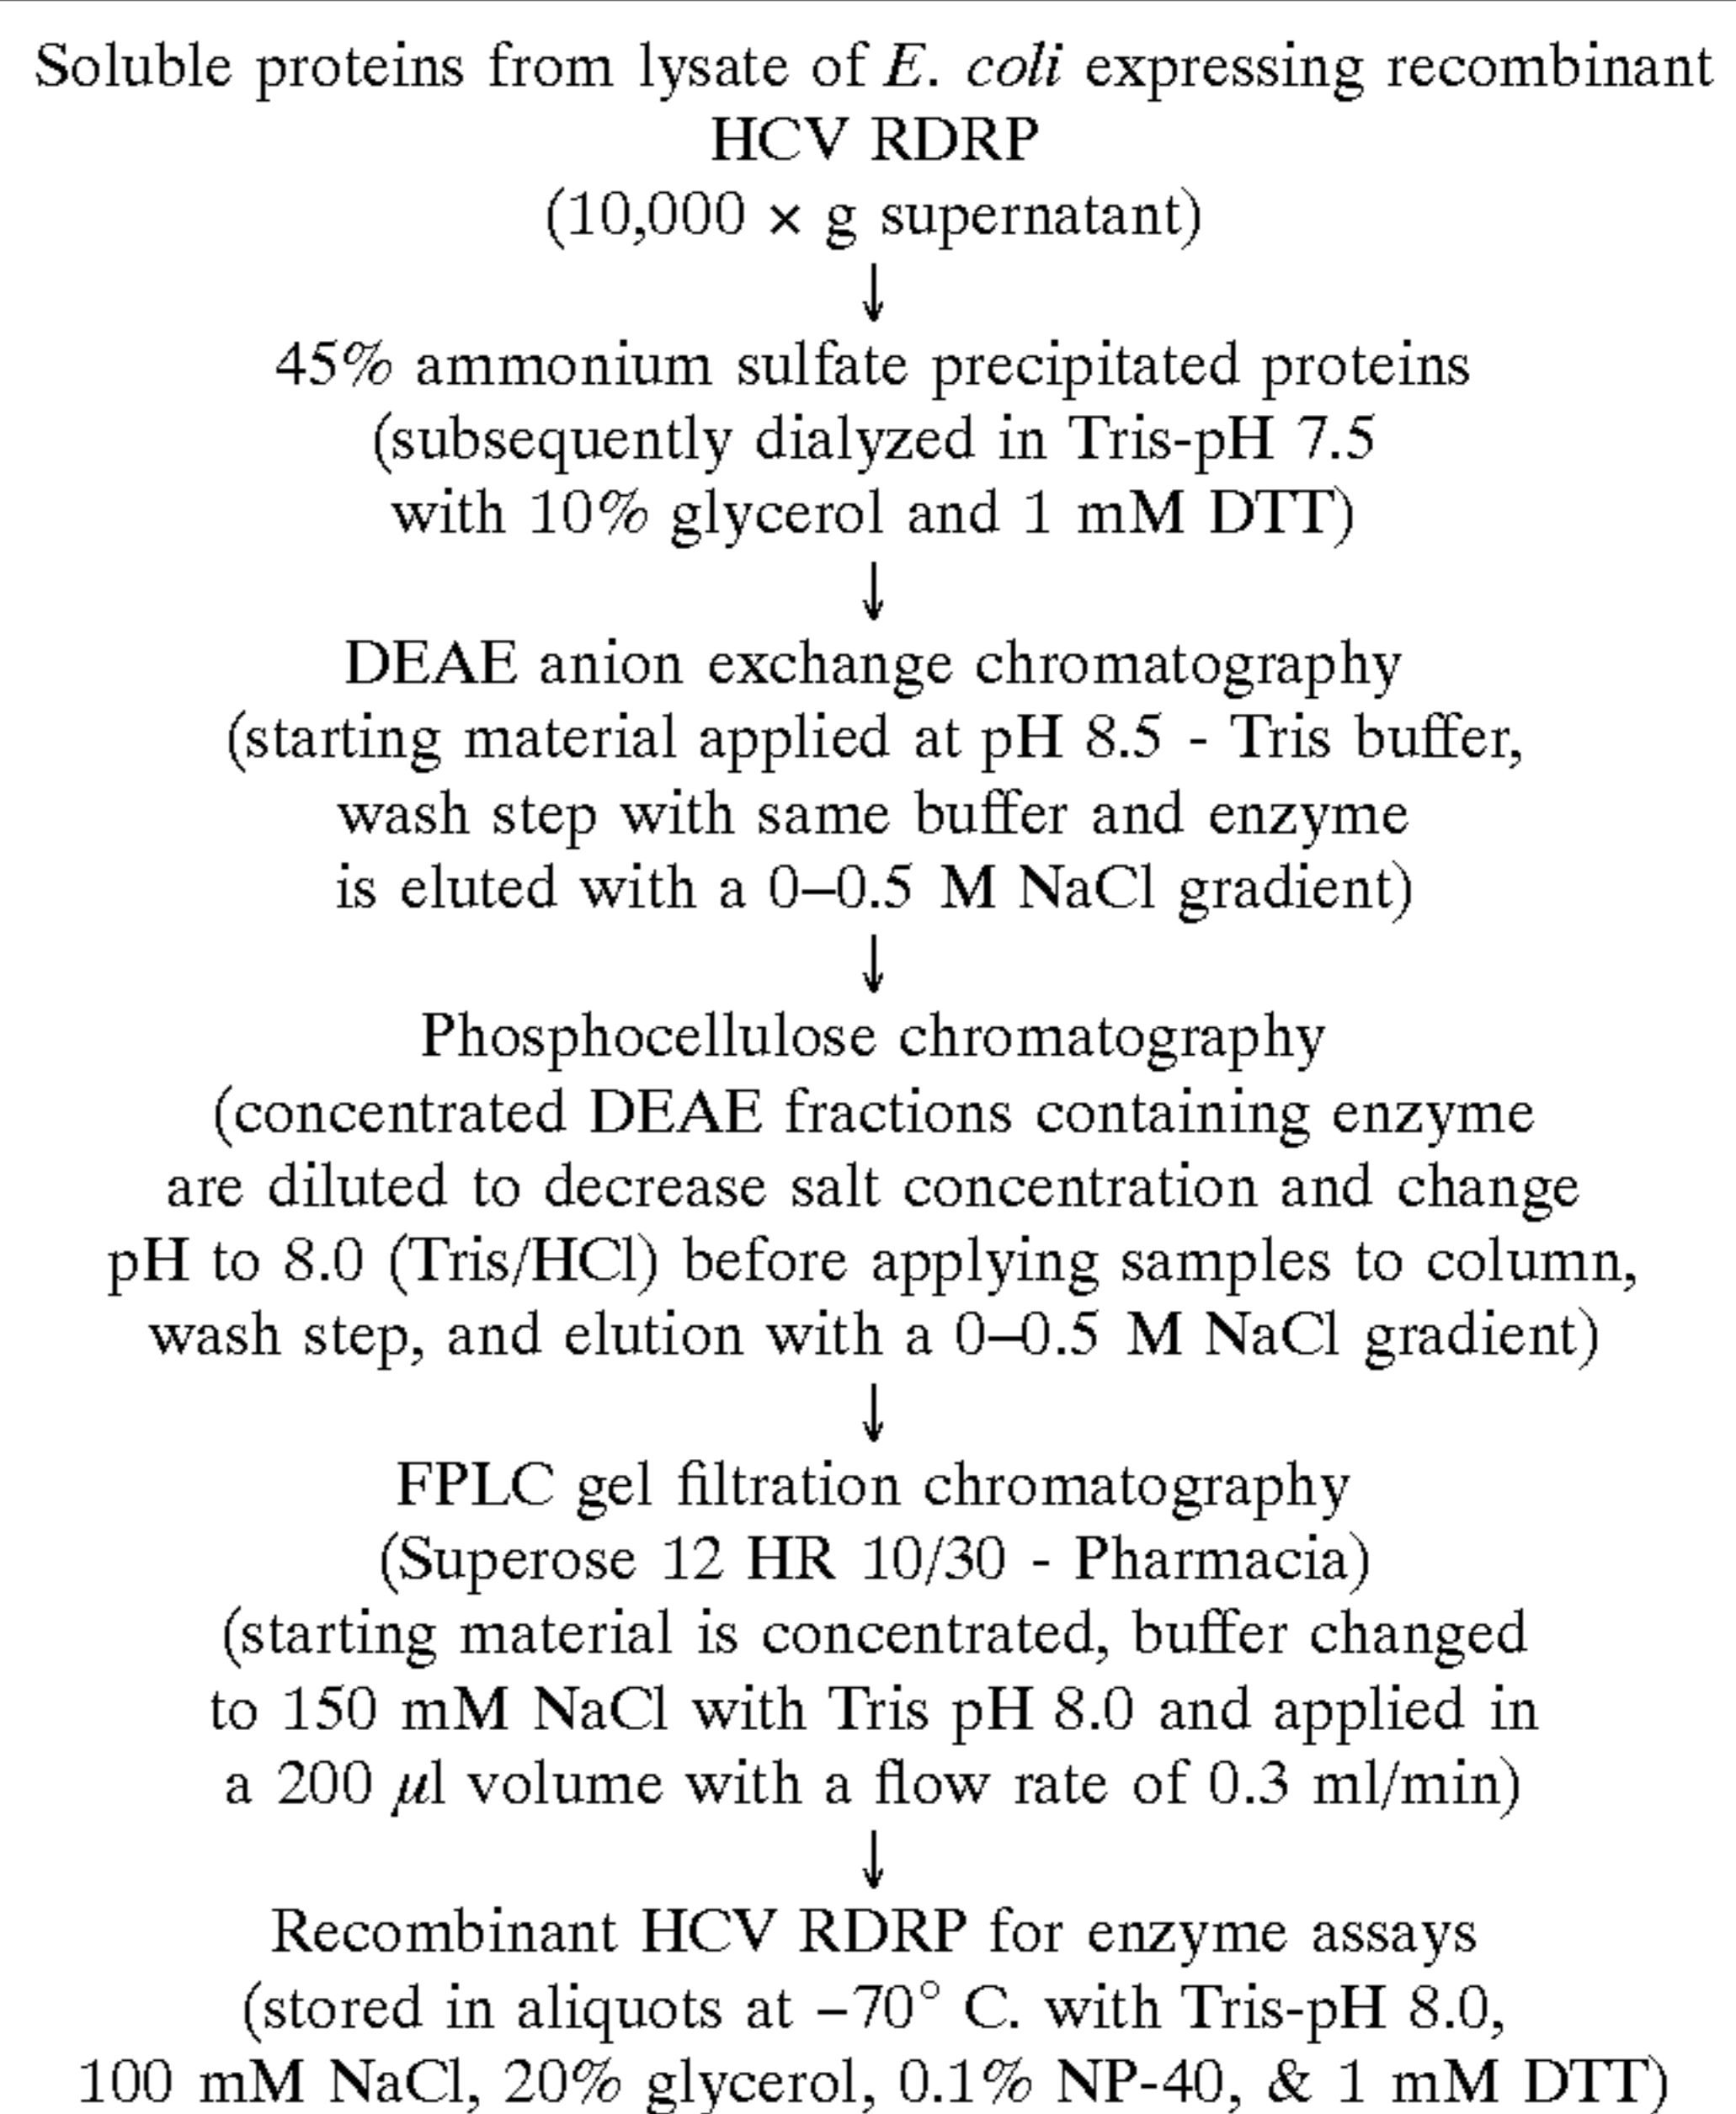 Soluble proteins from lysate of E. coli expressing recombinant
HCV RDRP
(10,000 × g supernatant)
↓
45% ammonium sulfate precipitated proteins
(subsequently dialyzed in Tris-pH 7.5
with 10% glycerol and 1 mM DTT)
↓
DEAE anion exchange chromatography
(starting material applied at pH 8.5 - Tris buffer,
wash step with same buffer and enzyme
is eluted with a 0–0.5 M NaCl gradient)
↓
Phosphocellulose chromatography
(concentrated DEAE fractions containing enzyme
are diluted to decrease salt concentration and change
pH to 8.0 (Tris/HCl) before applying samples to column,
wash step, and elution with a 0–0.5 M NaCl gradient)
↓
FPLC gel filtration chromatography
(Superose 12 HR 10/30 - Pharmacia)
(starting material is concentrated, buffer changed
to 150 mM NaCl with Tris pH 8.0 and applied in
a 200 μl volume with a flow rate of 0.3 ml/min)
↓
Recombinant HCV RDRP for enzyme assays
(stored in aliquots at –70° C. with Tris-pH 8.0,
100 mM NaCl, 20% glycerol, 0.1% NP-40, & 1 mM DTT)